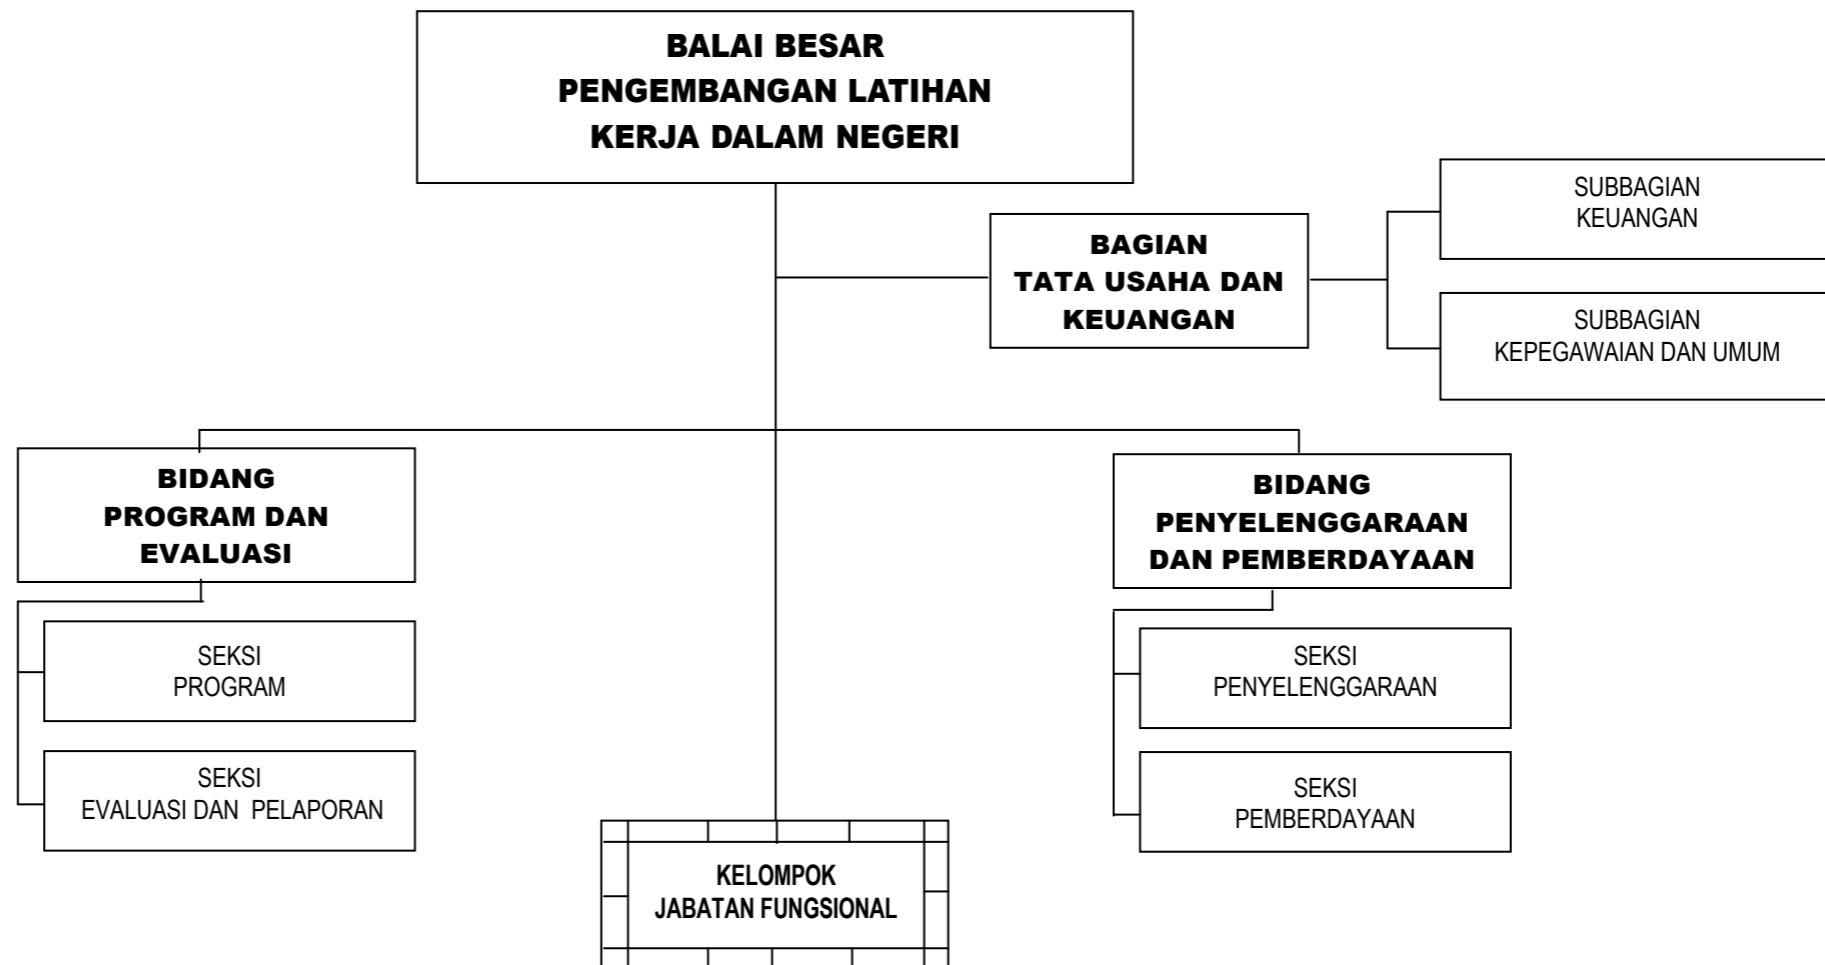 BALAI BESAR
PENGEMBANGAN LATIHAN
KERJA DALAM NEGERI
SUBBAGIAN
KEUANGAN
BAGIAN
TATA USAHA DAN
KEUANGAN
SUBBAGIAN
KEPEGAWAIAN DAN UMUM
BIDANG
PROGRAM DAN
EVALUASI
BIDANG
PENYELENGGARAAN
DAN PEMBERDAYAAN
SEKSI
PROGRAM
SEKSI
PENYELENGGARAAN
SEKSI
EVALUASI DAN PELAPORAN
SEKSI
PEMBERDAYAAN
KELOMPOK
JABATAN FUNGSIONAL